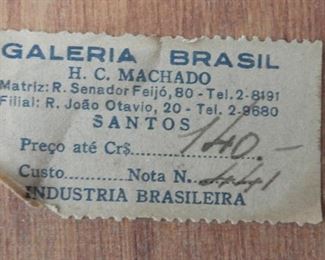 GALERIA BRASIL
H. C. MACHADO
Matriz: R. Senador Feijó, 80 - Tel. 2-8191
Filial: R. João Otavio, 20 - Tel. 2-9680
SANTOS
Preço até Cr$ 140.-
Custo Nota N. 4441
INDUSTRIA BRASILEIRA